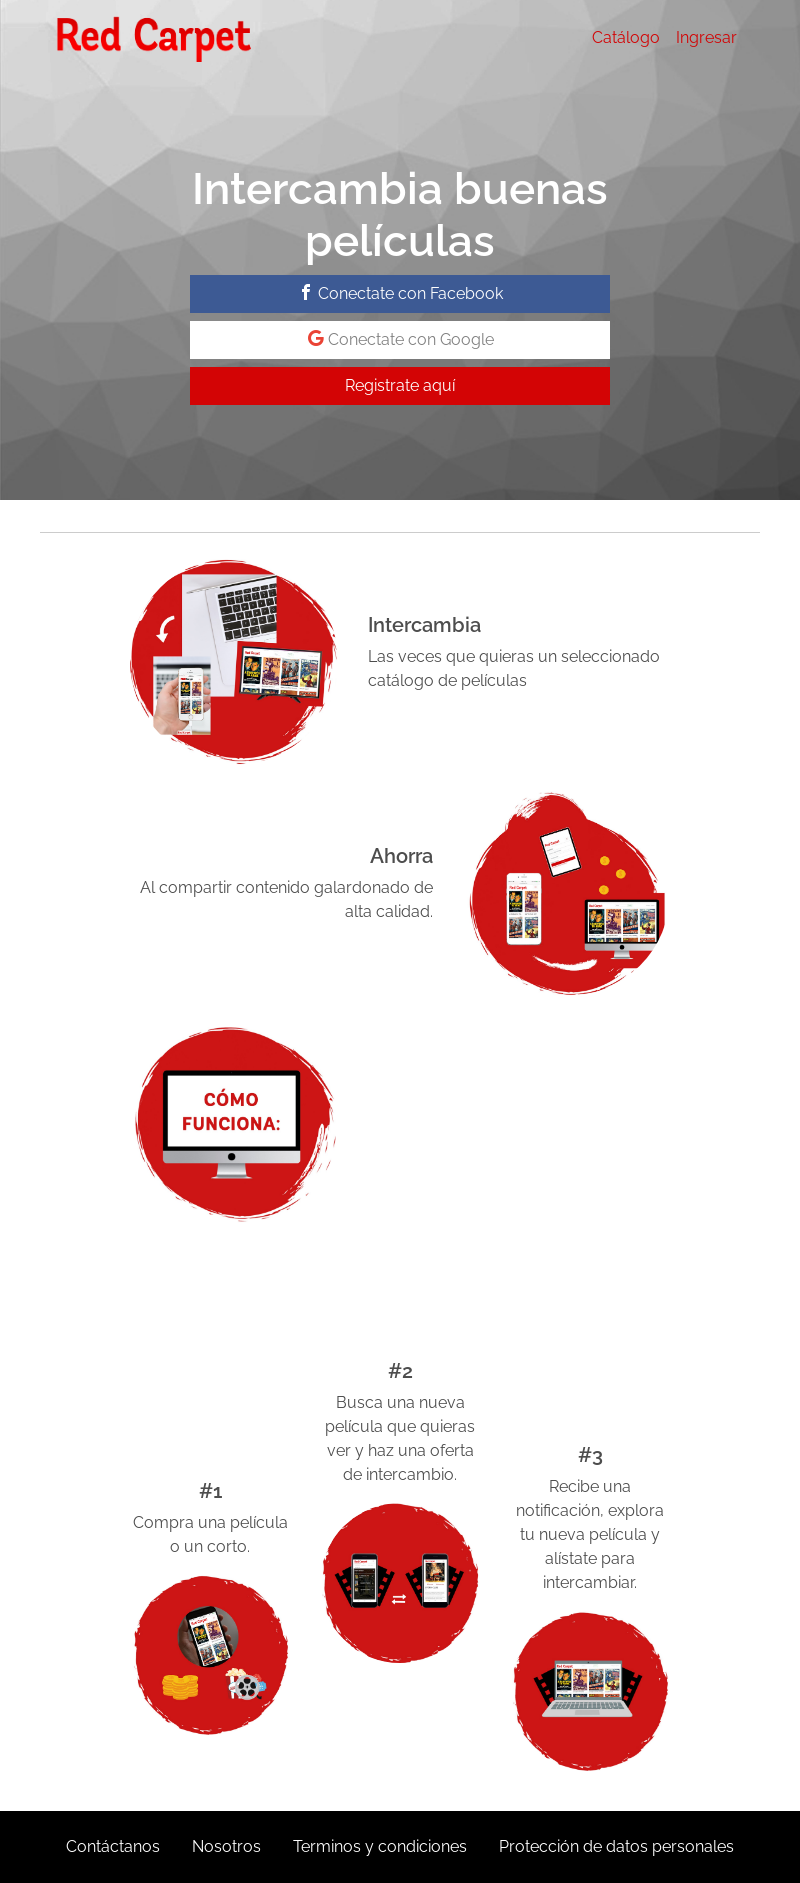 Red Carpet
Catálogo
Ingresar
Intercambia buenas
películas
Conectate con Facebook
Conectate con Google
Registrate aquí
Intercambia
Las veces que quieras un seleccionado
catálogo de películas
Ahorra
Al compartir contenido galardonado de
alta calidad.
CÓMO
FUNCIONA:
#1
Compra una película
o un corto.
#2
Busca una nueva
película que quieras
ver y haz una oferta
de intercambio.
#3
Recibe una
notificación, explora
tu nueva película y
alístate para
intercambiar.
Contáctanos
Nosotros
Terminos y condiciones
Protección de datos personales